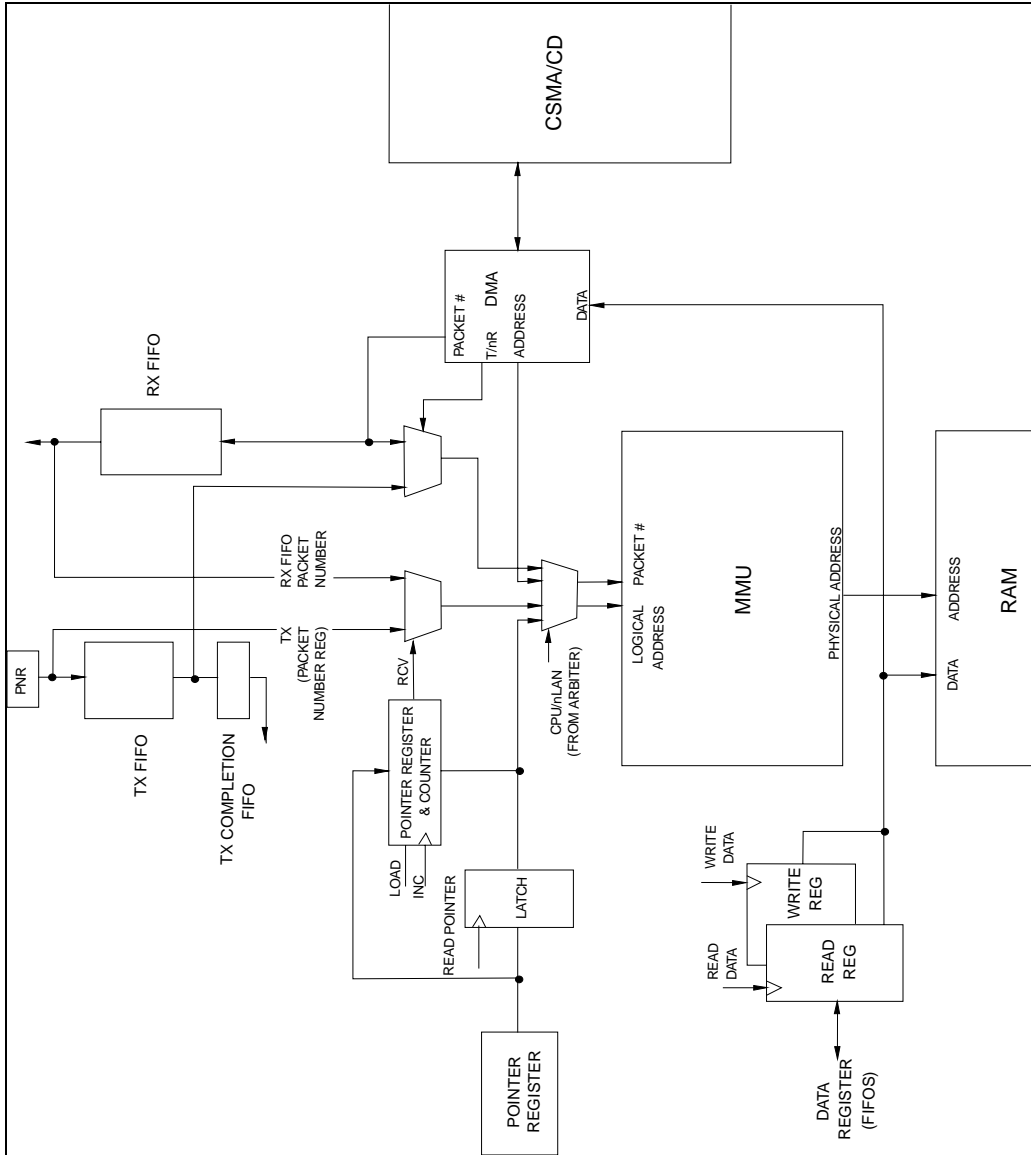 CSMA/CD
PACKET #
T/nR
DMA
ADDRESS
DATA
RX FIFO
RX FIFO
PACKET
NUMBER
TX
(PACKET
NUMBER REG)
PNR
TX FIFO
TX COMPLETION
FIFO
RCV
POINTER REGISTER
& COUNTER
LOAD
INC
CPU/nLAN
(FROM ARBITER)
PACKET #
LOGICAL
ADDRESS
MMU
PHYSICAL ADDRESS
ADDRESS
DATA
RAM
READ POINTER
LATCH
POINTER
REGISTER
WRITE
DATA
WRITE
REG
READ
DATA
READ
REG
DATA
REGISTER
(FIFOS)